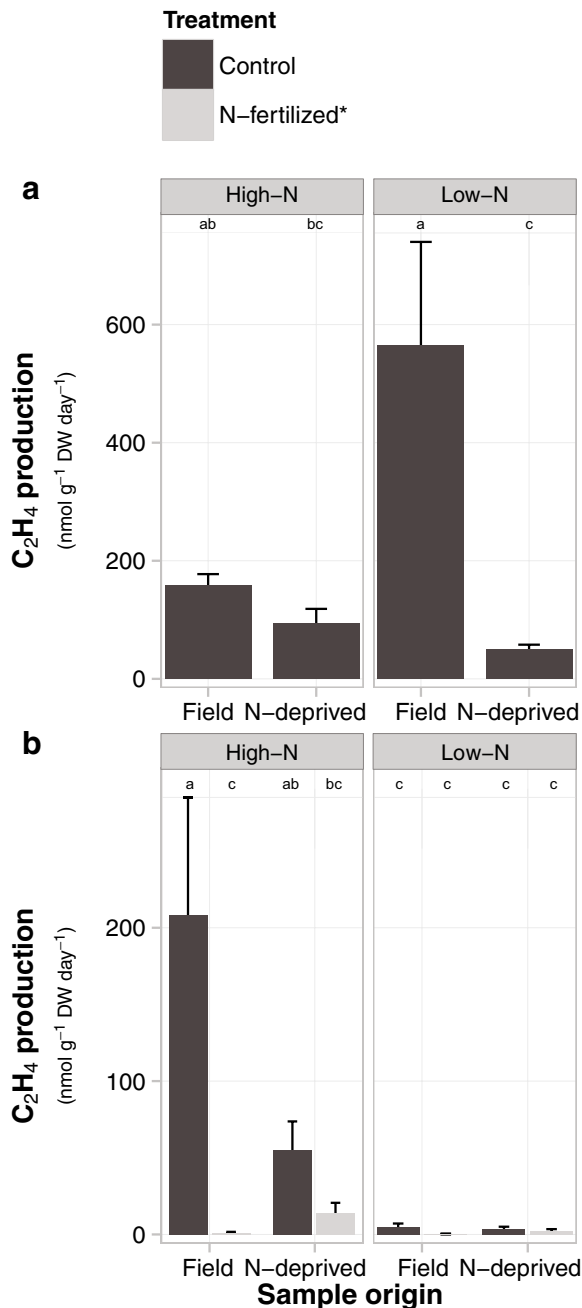 Treatment
Control
N−fertilized*
a
High−N
Low−N
ab
bc
a
c
600
400
200
0
C₂H₄ production
(nmol g⁻¹ DW day⁻¹)
Field
N−deprived
Field
N−deprived
b
High−N
Low−N
a
c
ab
bc
c
c
c
c
200
100
0
C₂H₄ production
(nmol g⁻¹ DW day⁻¹)
Field
N−deprived
Field
N−deprived
Sample origin